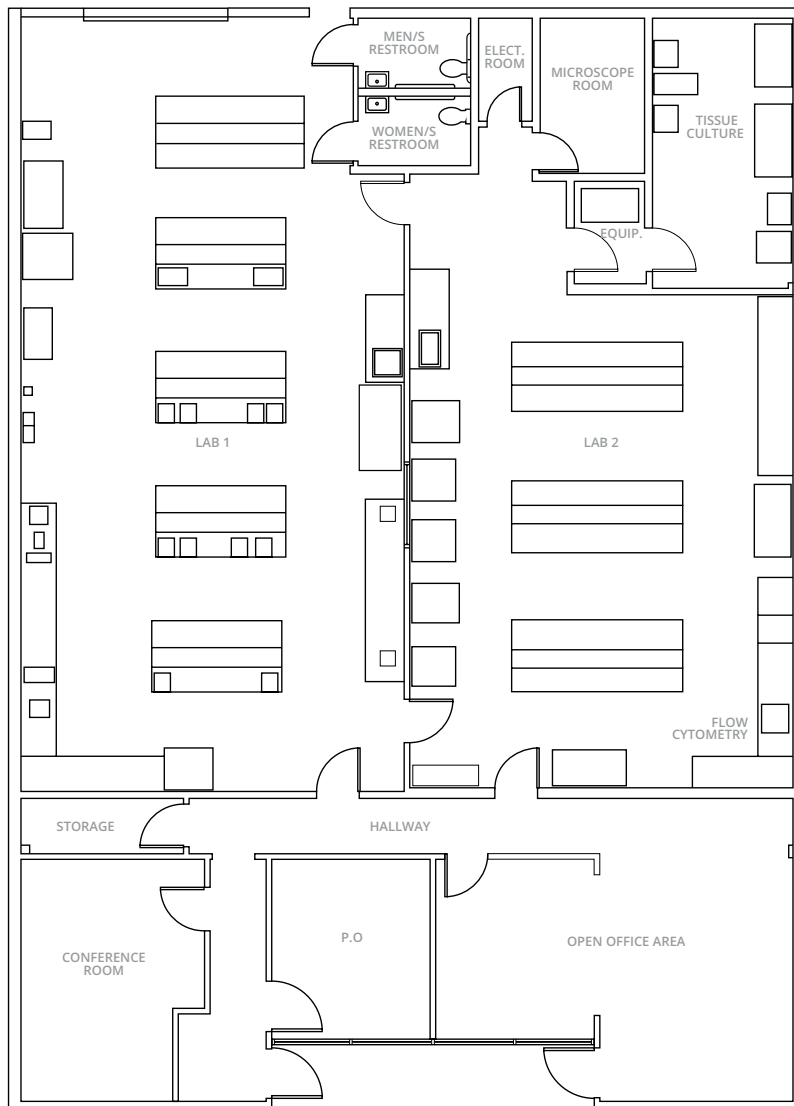 MEN/S
RESTROOM
ELECT.
ROOM
MICROSCOPE
ROOM
TISSUE
CULTURE
WOMEN/S
RESTROOM
EQUIP.
LAB 1
LAB 2
FLOW
CYTOMETRY
STORAGE
HALLWAY
CONFERENCE
ROOM
P.O
OPEN OFFICE AREA